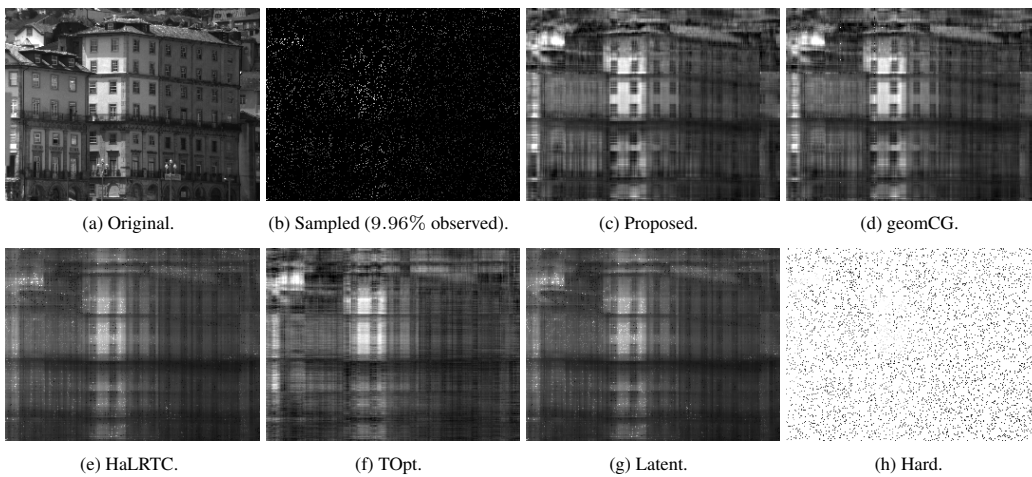 (a) Original.
(b) Sampled (9.96% observed).
(c) Proposed.
(d) geomCG.
(e) HaLRTC.
(f) TOpt.
(g) Latent.
(h) Hard.